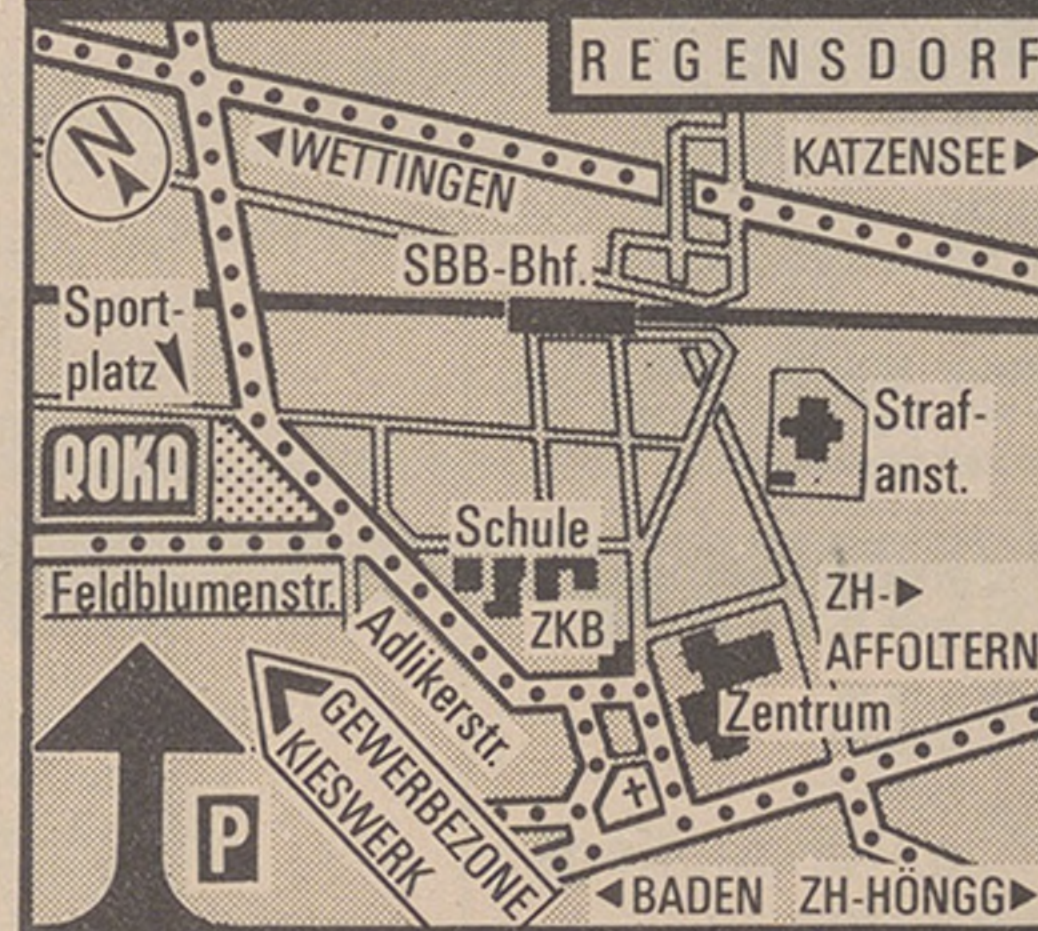 REGENSDORF
N
WETTINGEN
KATZENSEE
SBB-Bhf.
Sport-
platz
Straf-
anst.
ROKA
Schule
Feldblumenstr.
ZKB
ZH-
AFFOLTERN
Adlikerstr.
Zentrum
GEWERBEZONE
KIESWERK
P
BADEN
ZH-HÖNGG